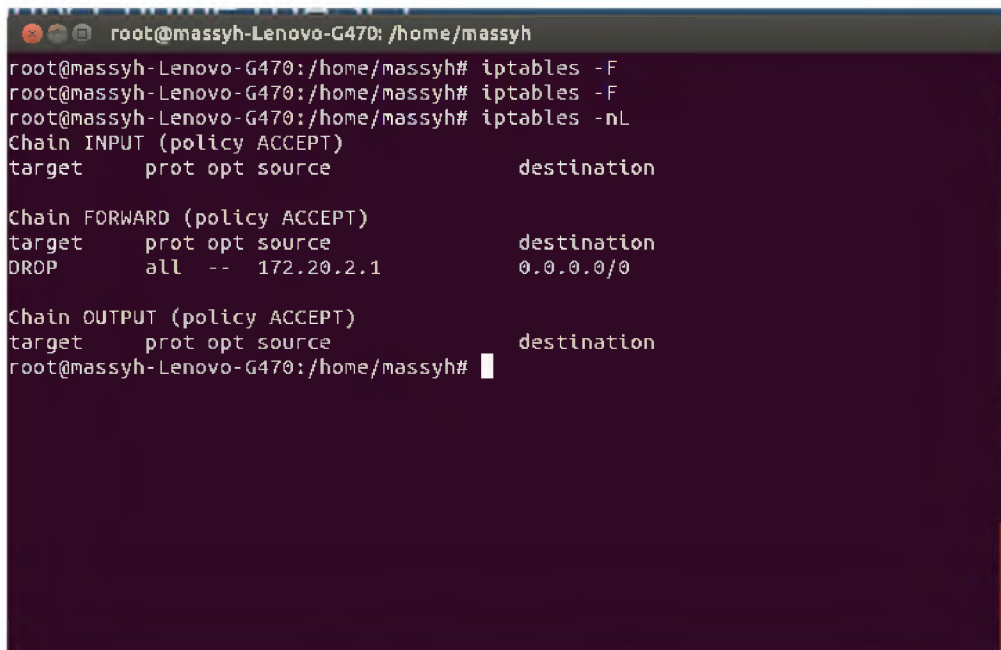 root@massyh-Lenovo-G470: /home/massyh
root@massyh-Lenovo-G470:/home/massyh# iptables -F
root@massyh-Lenovo-G470:/home/massyh# iptables -F
root@massyh-Lenovo-G470:/home/massyh# iptables -nL
Chain INPUT (policy ACCEPT)
target     prot opt source               destination

Chain FORWARD (policy ACCEPT)
target     prot opt source               destination
DROP       all  --  172.20.2.1           0.0.0.0/0

Chain OUTPUT (policy ACCEPT)
target     prot opt source               destination
root@massyh-Lenovo-G470:/home/massyh#